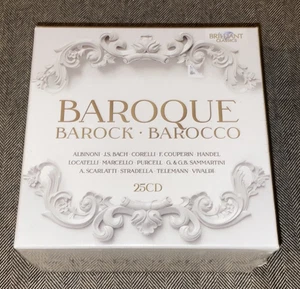 BRILLIANT
CLASSICS
BAROQUE
BAROCK · BAROCCO
ALBINONI J.S. BACH CORELLI F. COUPERIN HANDEL
LOCATELLI MARCELLO PURCELL G. & G.B. SAMMARTINI
A. SCARLATTI STRADELLA TELEMANN VIVALDI
25CD